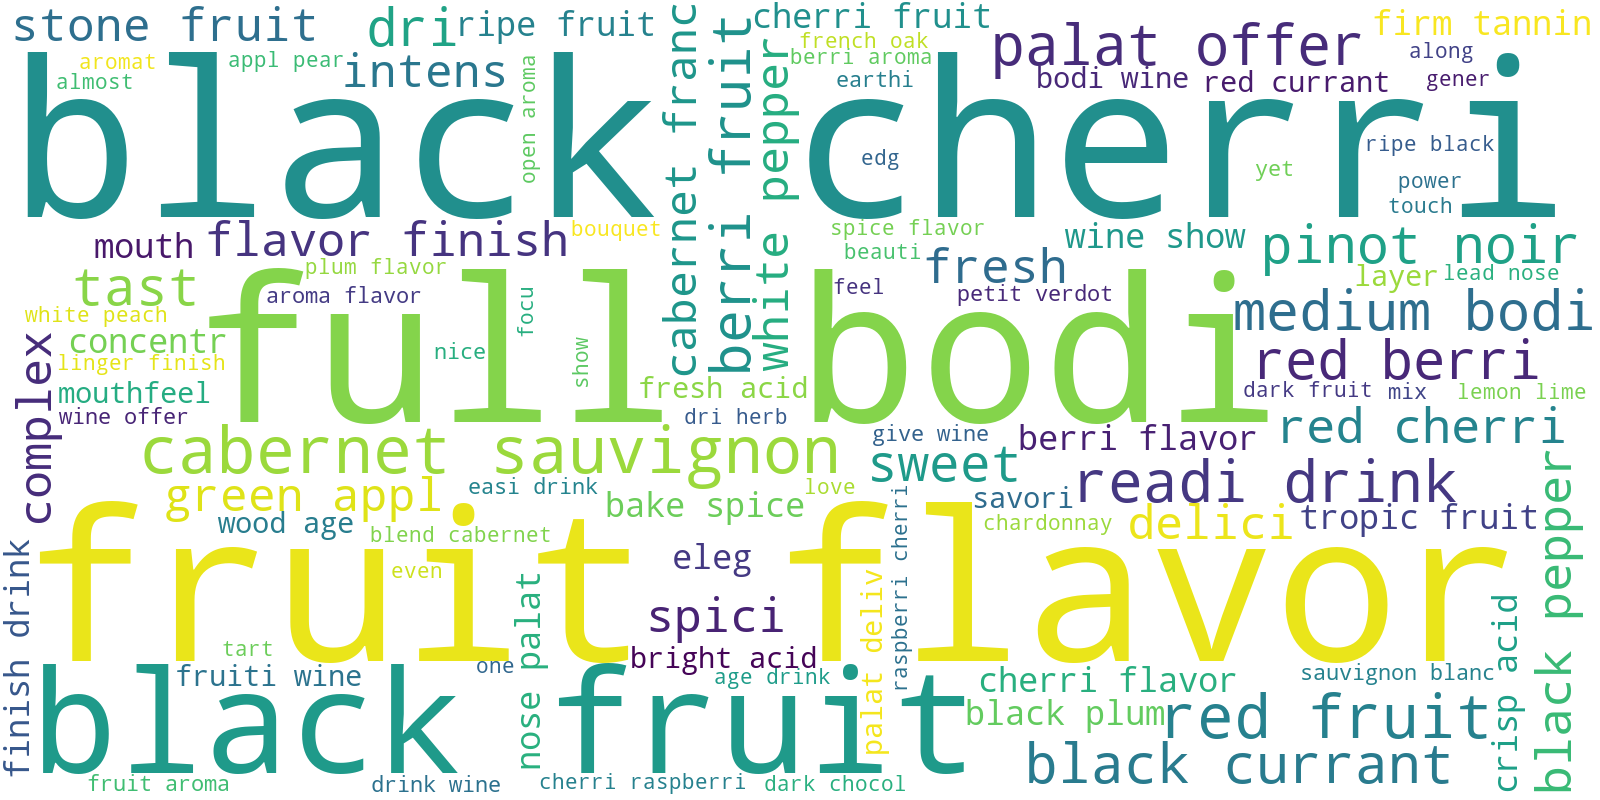 stone fruit
dri
ripe fruit
cherri fruit
firm tannin
aromat
appl pear
almost
intens
open aroma
cabernet franc
berri fruit
white pepper
french oak
berri aroma
earthi
palat offer
bodi wine
red currant
along
gener
black cherri
edg
ripe black
yet
power
touch
mouth
flavor finish
bouquet
spice flavor
beauti
wine show
pinot noir
tast
plum flavor
aroma flavor
fresh
feel
petit verdot
layer
lead nose
white peach
concentr
linger finish
mouthfeel
wine offer
complex
full bodi
focu
nice
show
medium bodi
red berri
fresh acid
dri herb
dark fruit
mix
lemon lime
cabernet sauvignon
give wine
sweet
berri flavor
red cherri
readi drink
green appl
easi drink
bake spice
love
savori
wood age
blend cabernet
chardonnay
delici
tropic fruit
black pepper
fruit flavor
even
eleg
spici
raspberri cherri
palat deliv
finish drink
nose palat
tart
fruiti wine
one
bright acid
age drink
cherri flavor
sauvignon blanc
crisp acid
black fruit
black plum
red fruit
black currant
fruit aroma
drink wine
cherri raspberri
dark chocol